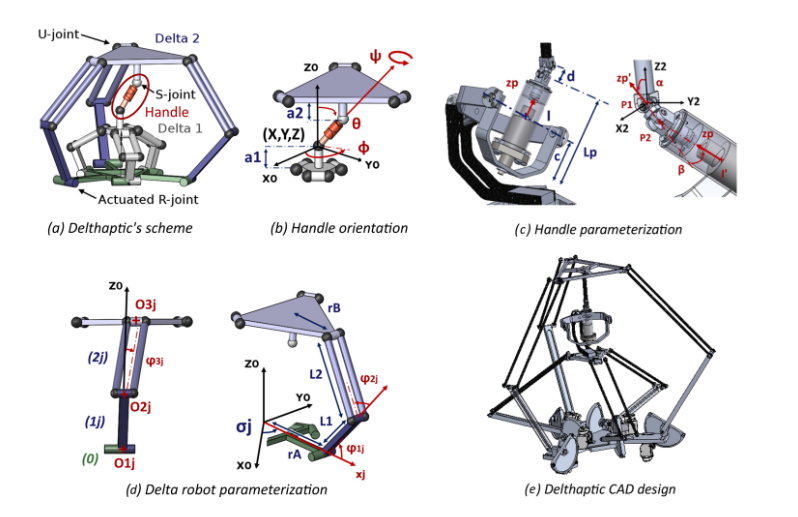 U-joint
Delta 2
S-joint
Handle
Delta 1
Actuated R-joint
(a) Delthaptic's scheme
Z0
ψ
a2
θ
(X,Y,Z)
a1
ϕ
X0
Y0
(b) Handle orientation
zp
d
l
Lp
c
zp'
Z2
α
P1
Y2
X2
P2
zp
β
l'
(c) Handle parameterization
Z0
O3j
(2j)
φ3j
O2j
(1j)
(0)
O1j
rB
Z0
L2
φ2j
Y0
σj
L1
φ1j
rA
X0
xj
(d) Delta robot parameterization
(e) Delthaptic CAD design